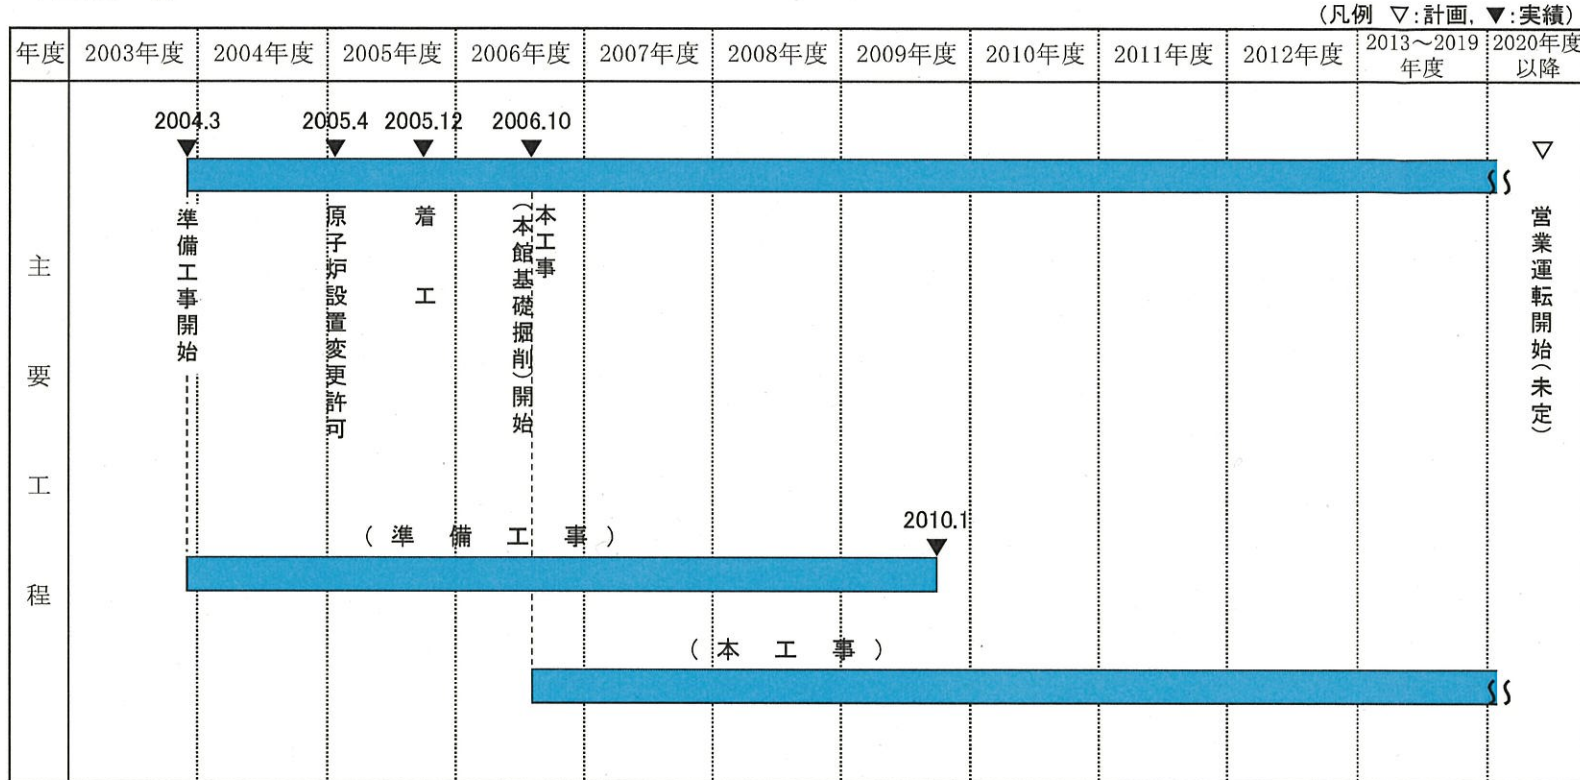 (凡例 ▽:計画, ▼:実績)
年度 2003年度 2004年度 2005年度 2006年度 2007年度 2008年度 2009年度 2010年度 2011年度 2012年度 2013～2019年度 2020年度以降
主要工程
2004.3 2005.4 2005.12 2006.10
▼ ▼ ▼ ▼ ▽
準備工事開始
原子炉設置変更許可
着工
本工事
(本館基礎掘削)開始
営業運転開始(未定)
(準備工事)
2010.1
▼
(本工事)